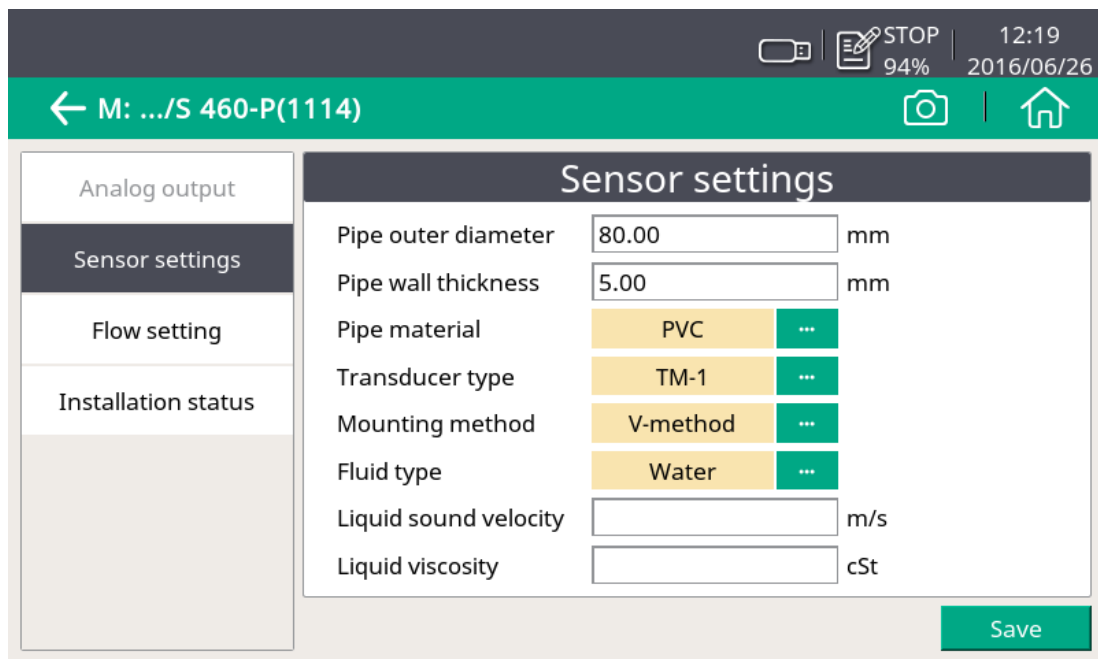 STOP 12:19
94% 2016/06/26
M: .../S 460-P(1114)
Analog output
Sensor settings
Flow setting
Installation status
Sensor settings
Pipe outer diameter 80.00 mm
Pipe wall thickness 5.00 mm
Pipe material PVC ...
Transducer type TM-1 ...
Mounting method V-method ...
Fluid type Water ...
Liquid sound velocity m/s
Liquid viscosity cSt
Save